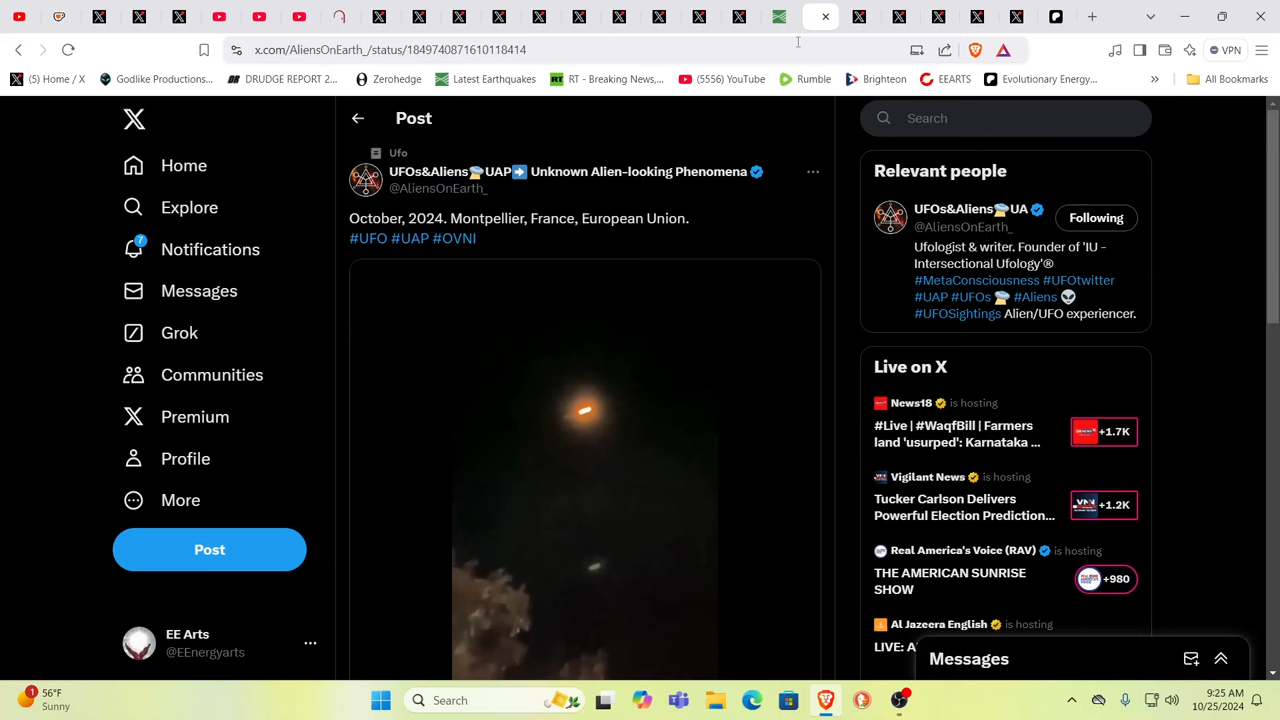 x.com/AliensOnEarth_/status/1849740871610118414
VPN
(5) Home / X
Godlike Productions...
DRUDGE REPORT 2...
Zerohedge
Latest Earthquakes
RT - Breaking News,...
(5555) YouTube
Rumble
Brighteon
EEARTS
Evolutionary Energy...
All Bookmarks
Home
Explore
7
Notifications
Messages
Grok
Communities
Premium
Profile
More
Post
EE Arts
@EEnergyarts
Post
Ufo
UFOs&Aliens🛸UAP➡️ Unknown Alien-looking Phenomena
@AliensOnEarth_
October, 2024. Montpellier, France, European Union.
#UFO #UAP #OVNI
Search
Relevant people
UFOs&Aliens🛸UA
@AliensOnEarth_
Following
Ufologist & writer. Founder of 'IU -
Intersectional Ufology'®
#MetaConsciousness #UFOtwitter
#UAP #UFOs 🛸 #Aliens 👽
#UFOSightings Alien/UFO experiencer.
Live on X
News18 is hosting
#Live | #WaqfBill | Farmers
land 'usurped': Karnataka ...
+1.7K
Vigilant News is hosting
Tucker Carlson Delivers
Powerful Election Prediction...
+1.2K
Real America's Voice (RAV) is hosting
THE AMERICAN SUNRISE
SHOW
+980
Al Jazeera English is hosting
LIVE: A
Messages
1
56°F
Sunny
Search
9:25 AM
10/25/2024